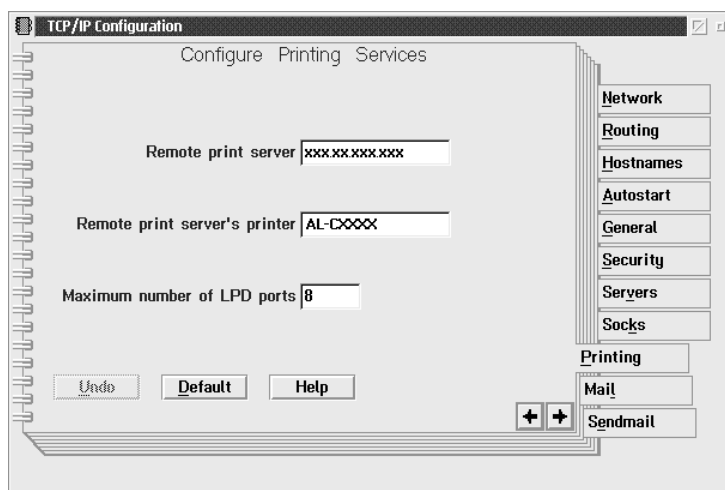 TCP/IP Configuration
Configure Printing Services
Remote print server xxx.xx.xxx.xxx
Remote print server's printer AL-CXXXX
Maximum number of LPD ports 8
Undo Default Help
Network
Routing
Hostnames
Autostart
General
Security
Servers
Socks
Printing
Mail
Sendmail